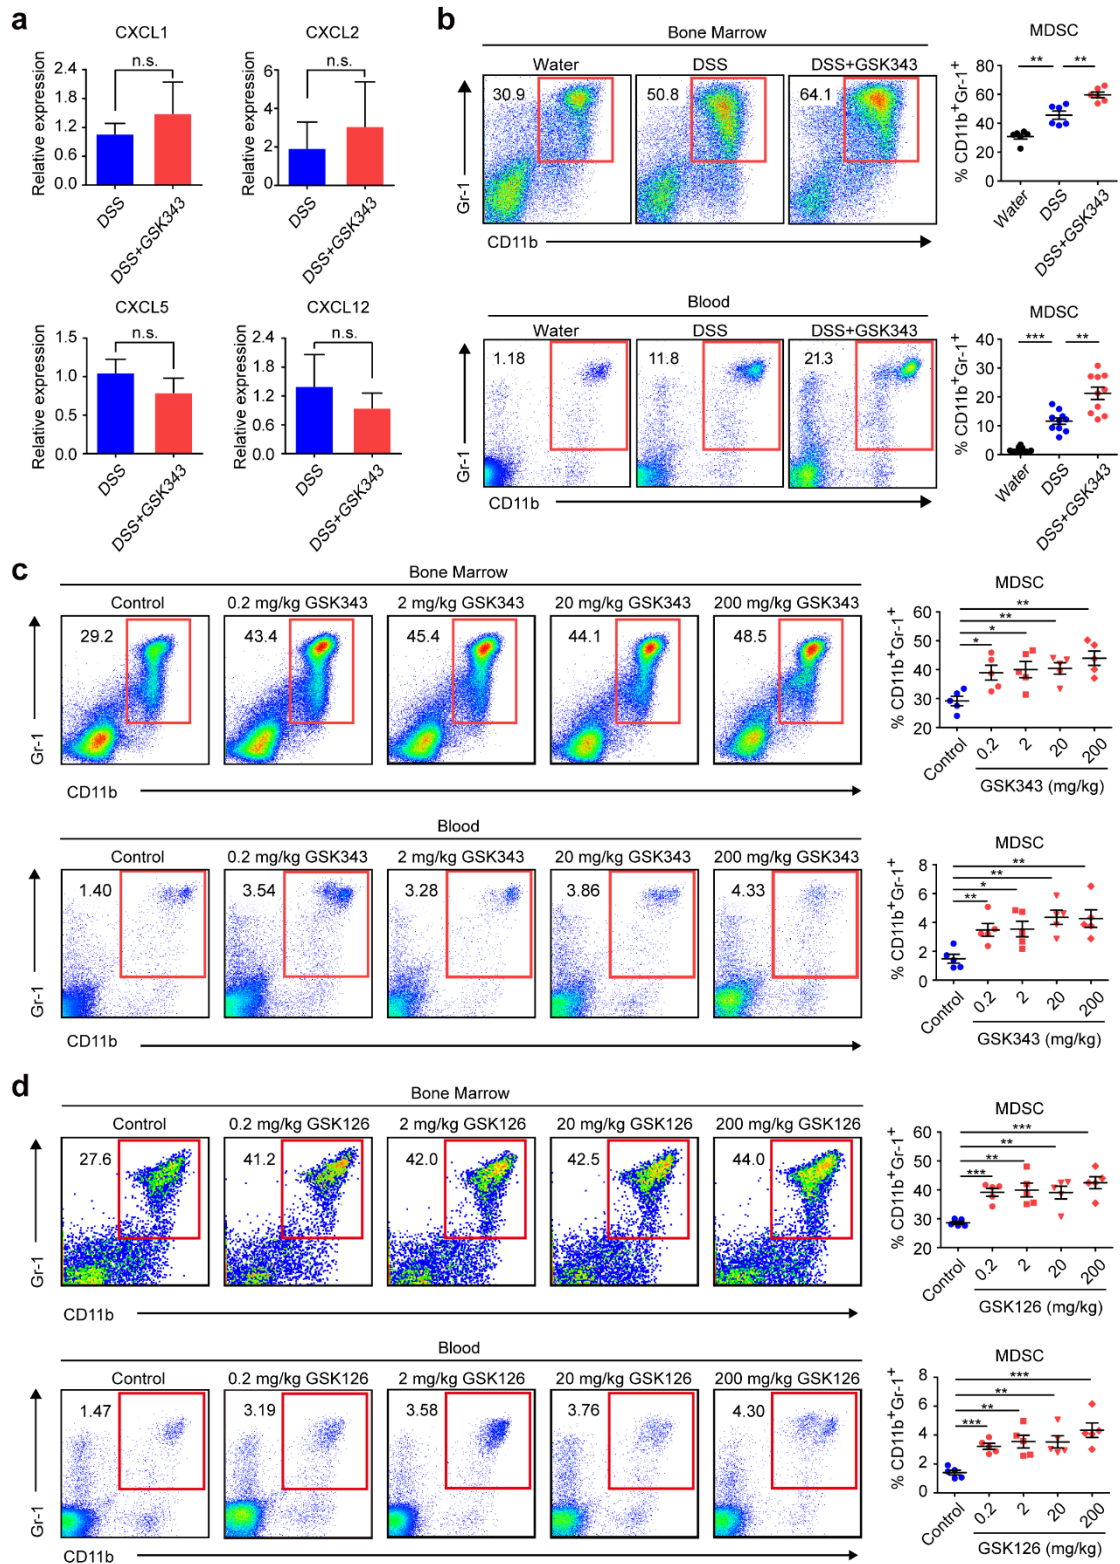 a
CXCL1
n.s.
Relative expression
2.4
1.8
1.2
0.6
0.0
DSS
DSS+GSK343
CXCL2
n.s.
Relative expression
6
4
2
0
DSS
DSS+GSK343
CXCL5
n.s.
Relative expression
1.5
1.0
0.5
0.0
DSS
DSS+GSK343
CXCL12
n.s.
Relative expression
2.4
1.8
1.2
0.6
0.0
DSS
DSS+GSK343
b
Bone Marrow
Water DSS DSS+GSK343
30.9 50.8 64.1
Gr-1
CD11b
MDSC
** **
% CD11b+Gr-1+
80
60
40
20
0
Water
DSS
DSS+GSK343
Blood
Water DSS DSS+GSK343
1.18 11.8 21.3
Gr-1
CD11b
MDSC
*** **
% CD11b+Gr-1+
40
30
20
10
0
Water
DSS
DSS+GSK343
c
Bone Marrow
Control 0.2 mg/kg GSK343 2 mg/kg GSK343 20 mg/kg GSK343 200 mg/kg GSK343
29.2 43.4 45.4 44.1 48.5
Gr-1
CD11b
MDSC
**
**
*
*
% CD11b+Gr-1+
60
50
40
30
20
Control 0.2 2 20 200
GSK343 (mg/kg)
Blood
Control 0.2 mg/kg GSK343 2 mg/kg GSK343 20 mg/kg GSK343 200 mg/kg GSK343
1.40 3.54 3.28 3.86 4.33
Gr-1
CD11b
MDSC
**
**
*
**
% CD11b+Gr-1+
8
6
4
2
0
Control 0.2 2 20 200
GSK343 (mg/kg)
d
Bone Marrow
Control 0.2 mg/kg GSK126 2 mg/kg GSK126 20 mg/kg GSK126 200 mg/kg GSK126
27.6 41.2 42.0 42.5 44.0
Gr-1
CD11b
MDSC
***
**
**
***
% CD11b+Gr-1+
60
50
40
30
20
Control 0.2 2 20 200
GSK126 (mg/kg)
Blood
Control 0.2 mg/kg GSK126 2 mg/kg GSK126 20 mg/kg GSK126 200 mg/kg GSK126
1.47 3.19 3.58 3.76 4.30
Gr-1
CD11b
MDSC
***
**
**
***
% CD11b+Gr-1+
8
6
4
2
0
Control 0.2 2 20 200
GSK126 (mg/kg)